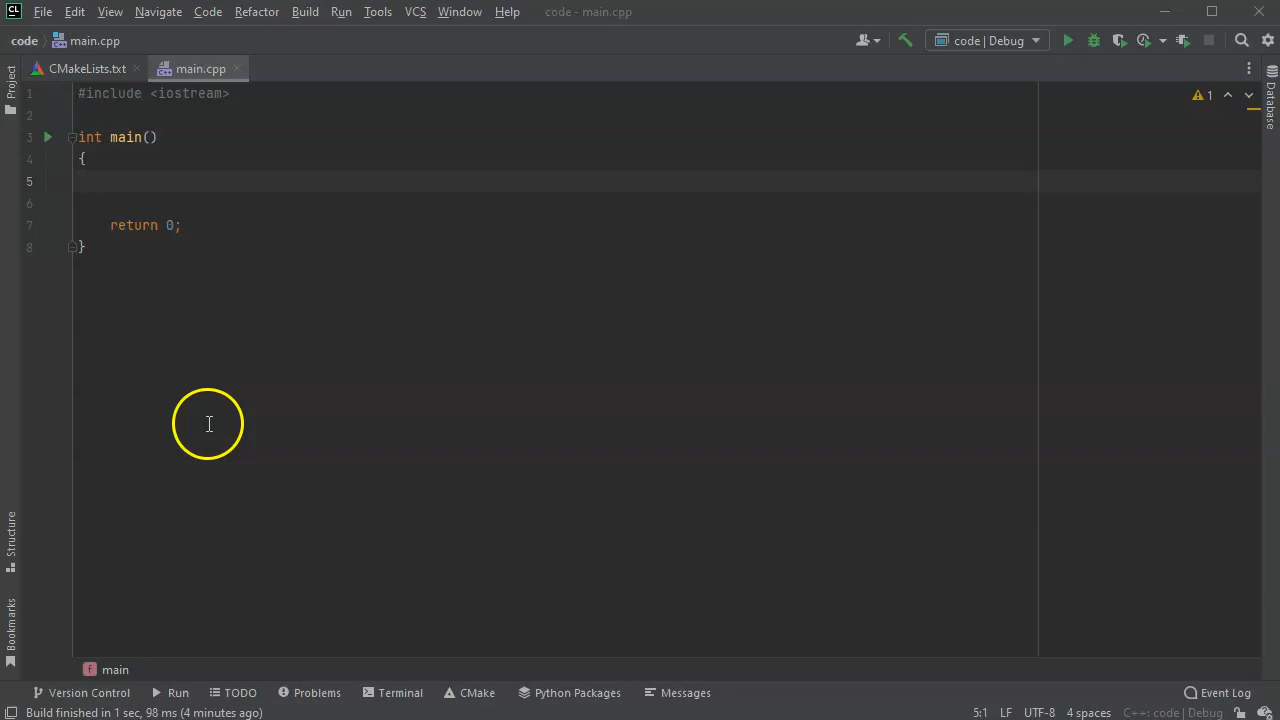 CL File Edit View Navigate Code Refactor Build Run Tools VCS Window Help code - main.cpp
code main.cpp code | Debug
CMakeLists.txt main.cpp
Project
Database
Structure
Bookmarks
1 #include <iostream>
2
3 int main()
4 {
5
6
7 return 0;
8 }
1
f main
Version Control Run TODO Problems Terminal CMake Python Packages Messages Event Log
Build finished in 1 sec, 98 ms (4 minutes ago) 5:1 LF UTF-8 4 spaces C++: code | Debug